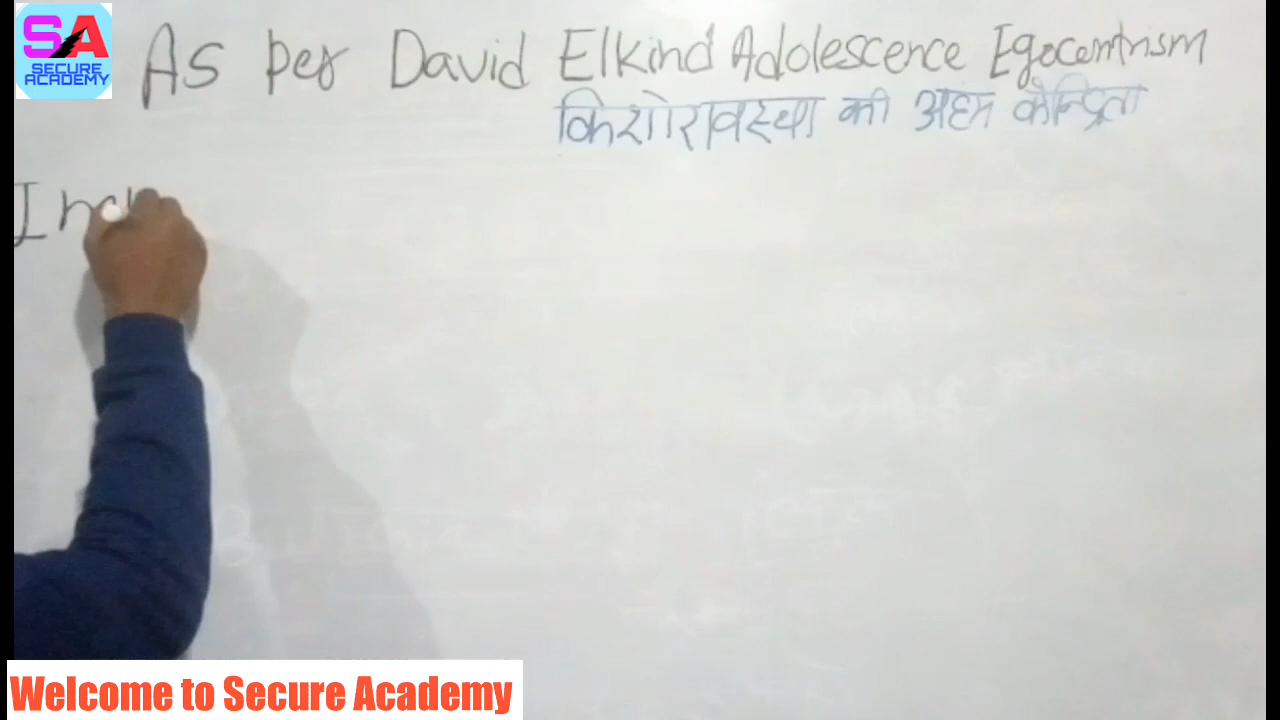 SA
SECURE
ACADEMY
As per David Elkind Adolescence Egocentrism
किशोरावस्था की अहम केन्द्रिता
Welcome to Secure Academy